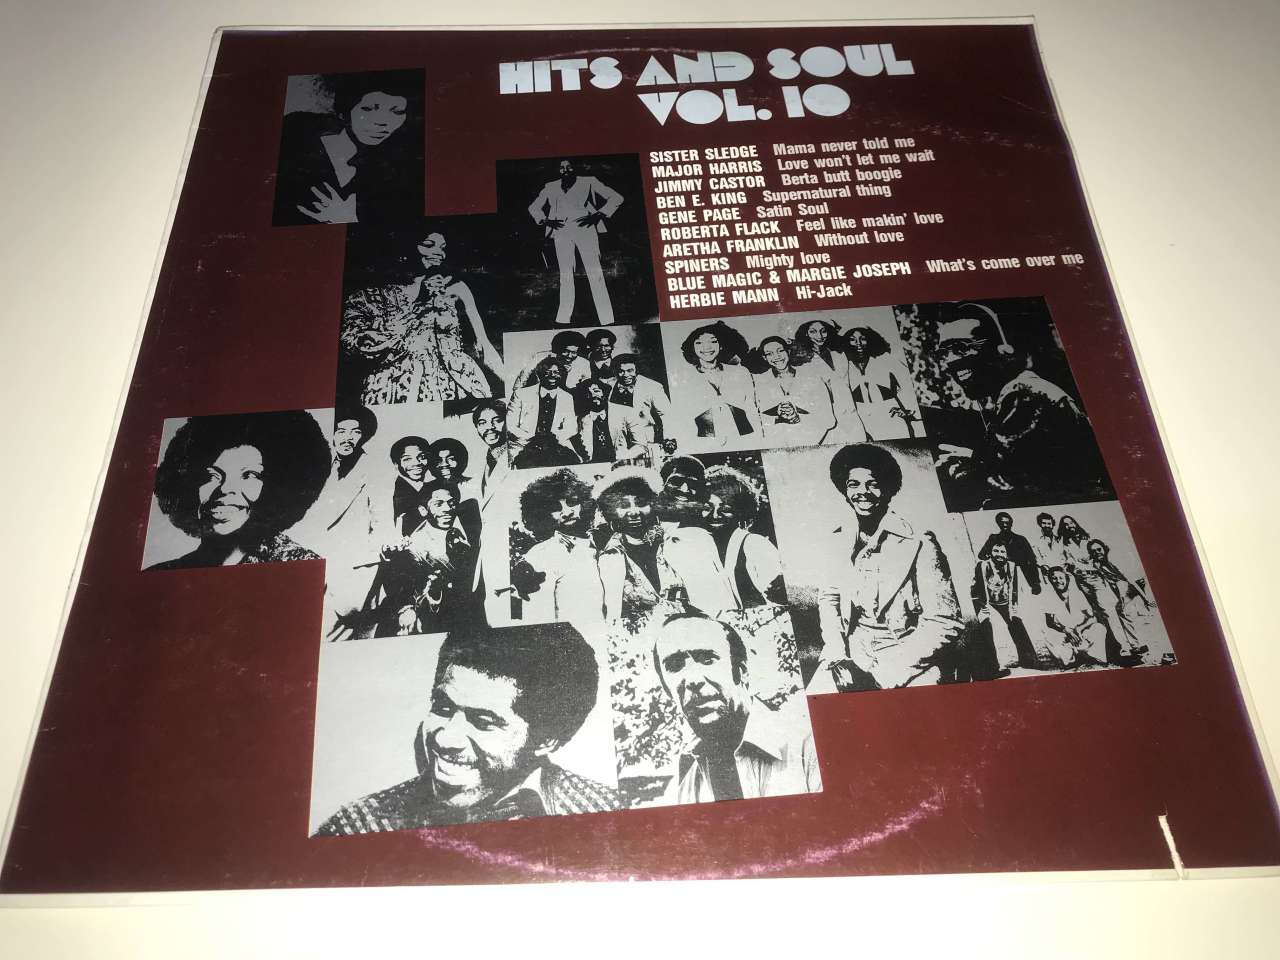 HITS AND SOUL
VOL. 10
SISTER SLEDGE Mama never told me
MAJOR HARRIS Love won't let me wait
JIMMY CASTOR Berta butt boogie
BEN E. KING Supernatural thing
GENE PAGE Satin Soul
ROBERTA FLACK Feel like makin' love
ARETHA FRANKLIN Without love
SPINERS Mighty love
BLUE MAGIC & MARGIE JOSEPH What's come over me
HERBIE MANN Hi-Jack